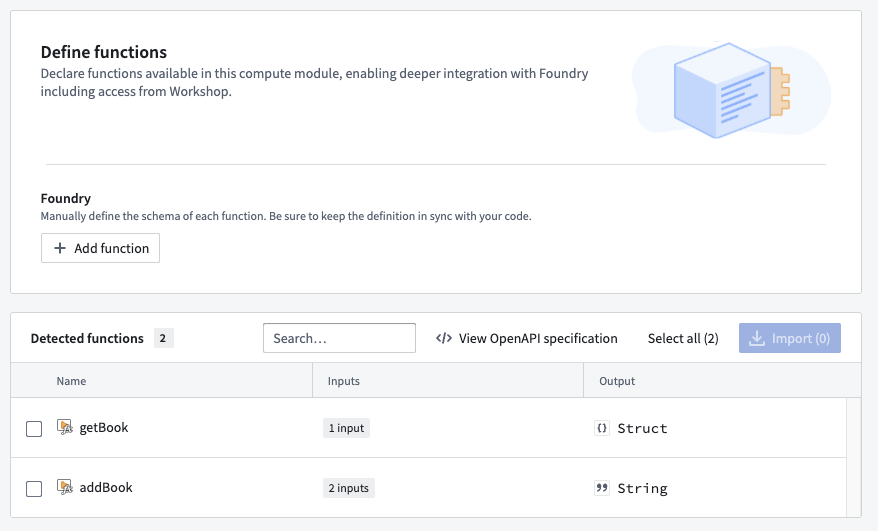 Define functions
Declare functions available in this compute module, enabling deeper integration with Foundry
including access from Workshop.
Foundry
Manually define the schema of each function. Be sure to keep the definition in sync with your code.
+ Add function
Detected functions 2 Search... </> View OpenAPI specification Select all (2) Import (0)
Name Inputs Output
getBook 1 input {} Struct
addBook 2 inputs ” String